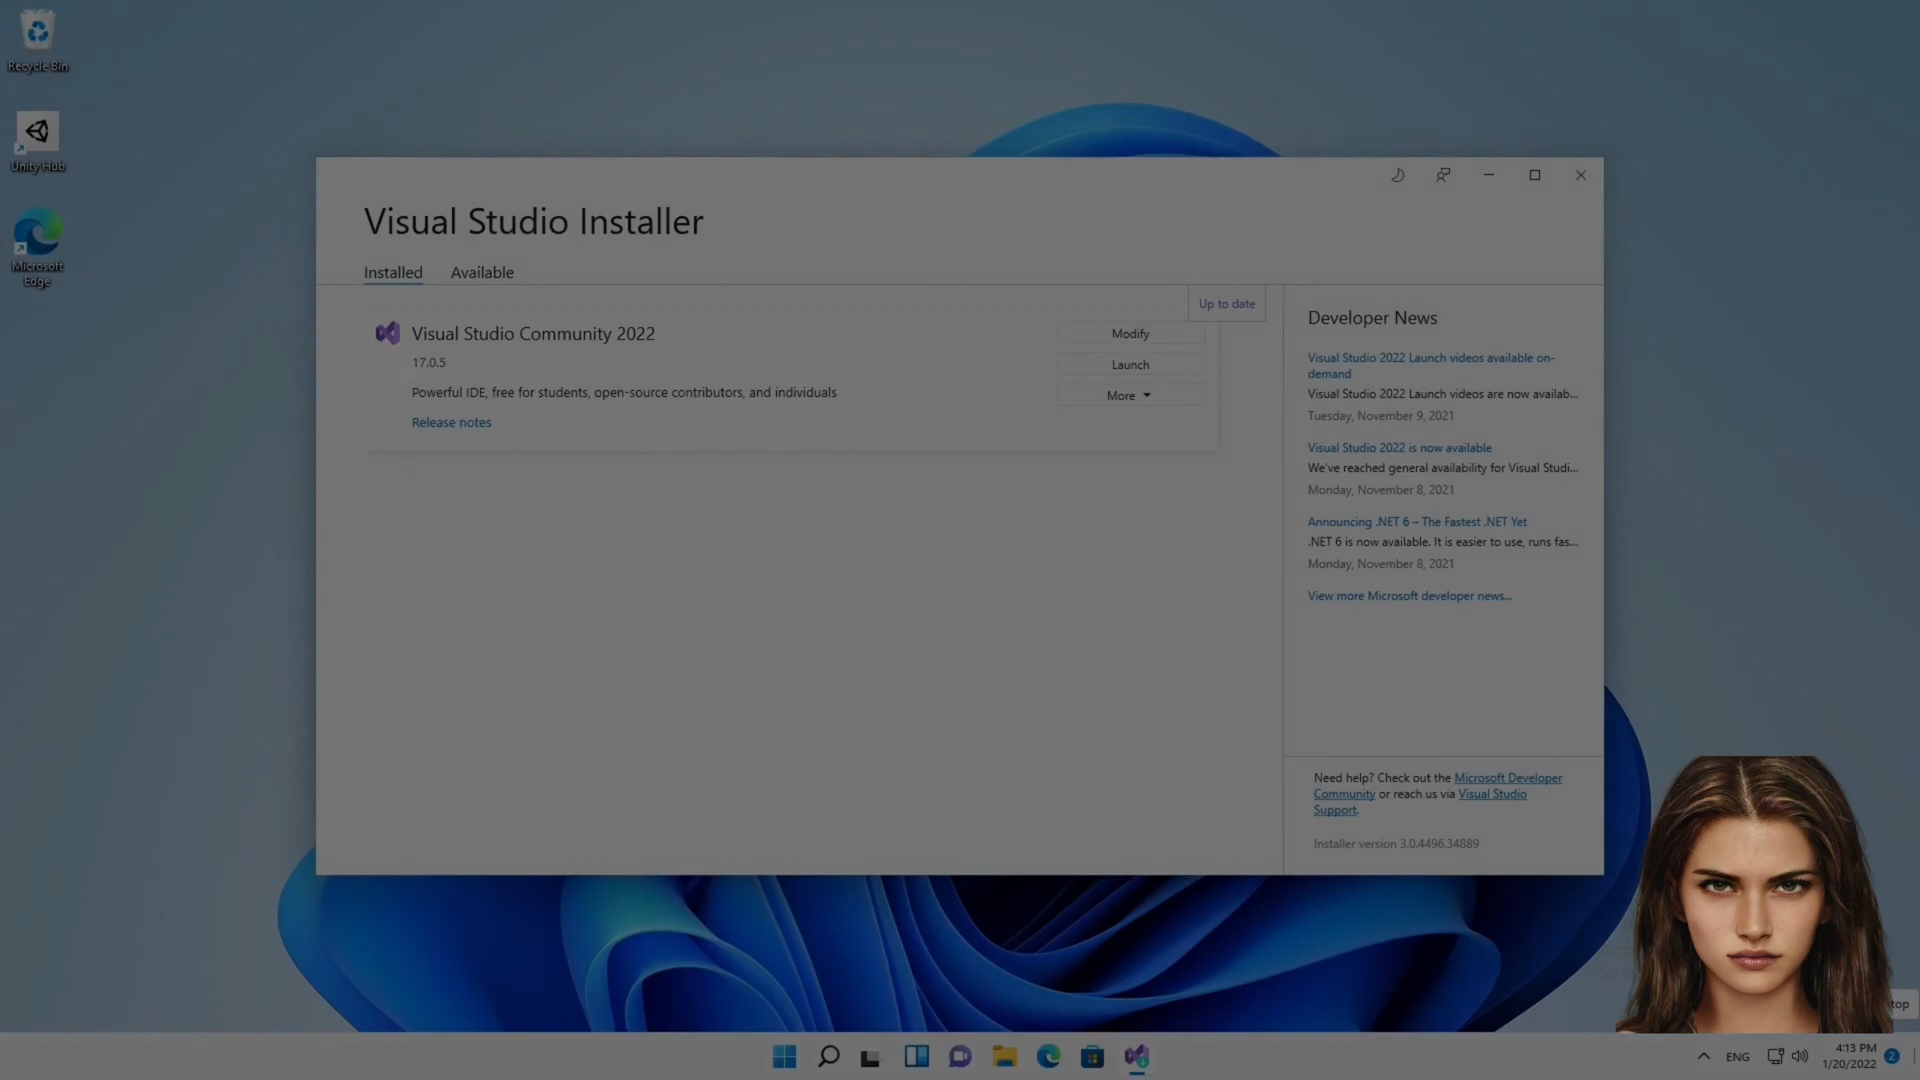 Recycle Bin
Unity Hub
Microsoft
Edge
Visual Studio Installer
Installed
Available
Up to date
Visual Studio Community 2022
17.0.5
Powerful IDE, free for students, open-source contributors, and individuals
Release notes
Modify
Launch
More
Developer News
Visual Studio 2022 Launch videos available on-
demand
Visual Studio 2022 Launch videos are now availab...
Tuesday, November 9, 2021
Visual Studio 2022 is now available
We've reached general availability for Visual Studi...
Monday, November 8, 2021
Announcing .NET 6 – The Fastest .NET Yet
.NET 6 is now available. It is easier to use, runs fas...
Monday, November 8, 2021
View more Microsoft developer news...
Need help? Check out the Microsoft Developer
Community or reach us via Visual Studio
Support.
Installer version 3.0.4496.34889
top
ENG
4:13 PM
1/20/2022
2